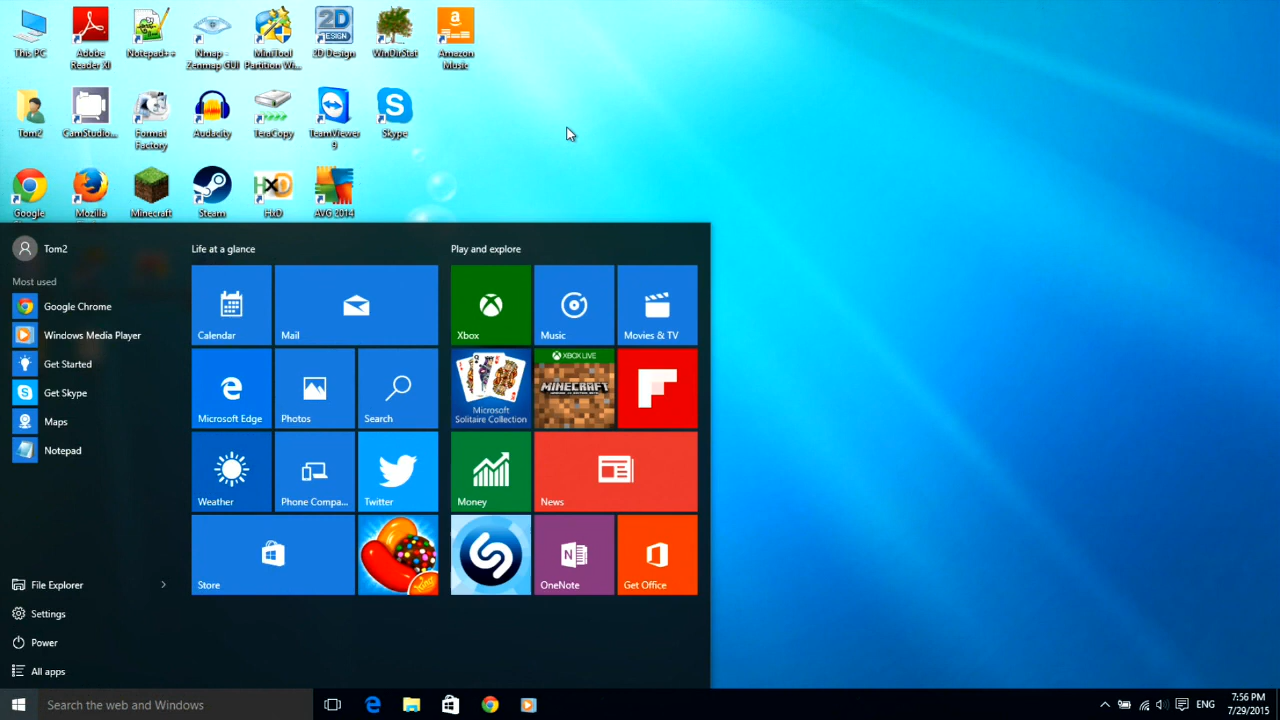 This PC
Adobe Reader XI
Notepad++
Nmap - Zenmap GUI
MiniTool Partition Wi...
2D DESIGN
2D Design
WinDirStat
a
Amazon Music
Tom2
CamStudio...
Format Factory
Audacity
TeraCopy
TeamViewer 9
S
Skype
Google
Mozilla
Minecraft
Steam
HXD
HxD
AVG 2014
Tom2
Life at a glance
Play and explore
Most used
Google Chrome
Windows Media Player
Get Started
Get Skype
Maps
Notepad
Calendar
Mail
Xbox
Music
Movies & TV
Microsoft Edge
Photos
Search
Microsoft Solitaire Collection
XBOX LIVE
MINECRAFT
Weather
Phone Compa...
Twitter
Money
News
Store
King
OneNote
Get Office
File Explorer
Settings
Power
All apps
Search the web and Windows
ENG
7:56 PM
7/29/2015